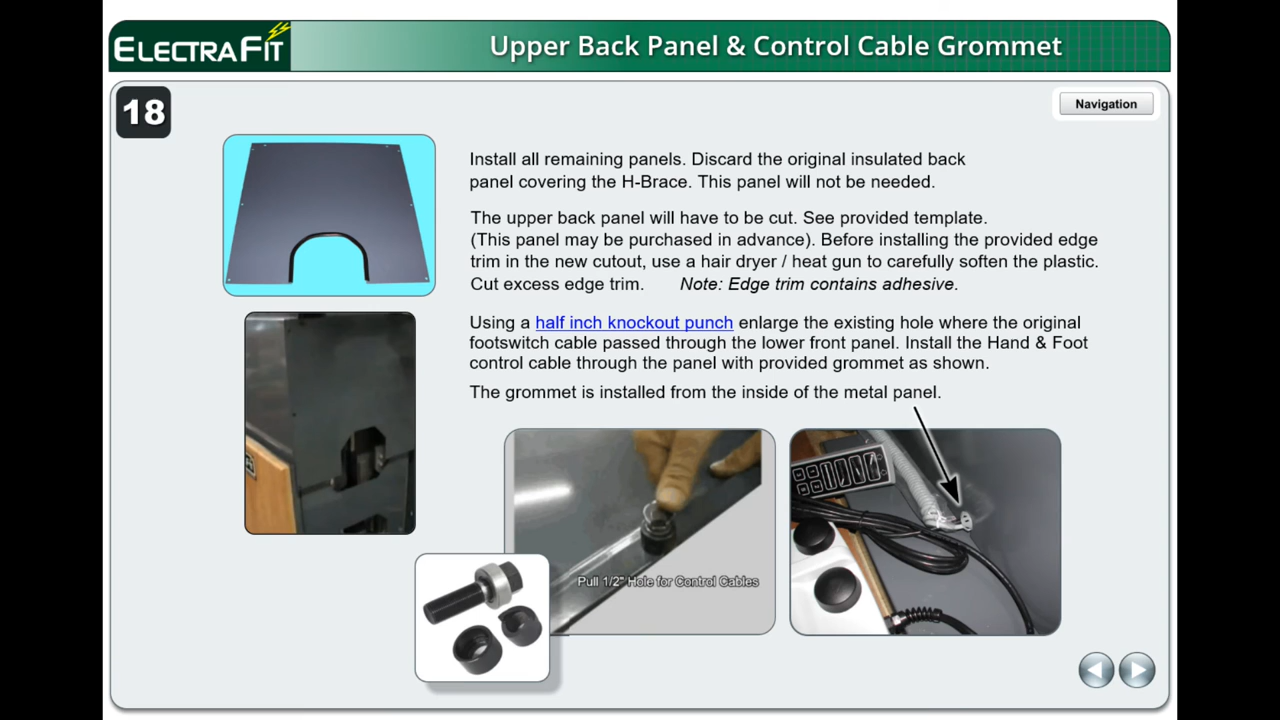 ELECTRAFIT
Upper Back Panel & Control Cable Grommet
18
Navigation
Install all remaining panels. Discard the original insulated back
panel covering the H-Brace. This panel will not be needed.
The upper back panel will have to be cut. See provided template.
(This panel may be purchased in advance). Before installing the provided edge
trim in the new cutout, use a hair dryer / heat gun to carefully soften the plastic.
Cut excess edge trim. Note: Edge trim contains adhesive.
Using a half inch knockout punch enlarge the existing hole where the original
footswitch cable passed through the lower front panel. Install the Hand & Foot
control cable through the panel with provided grommet as shown.
The grommet is installed from the inside of the metal panel.
Pull 1/2" Hole for Control Cables